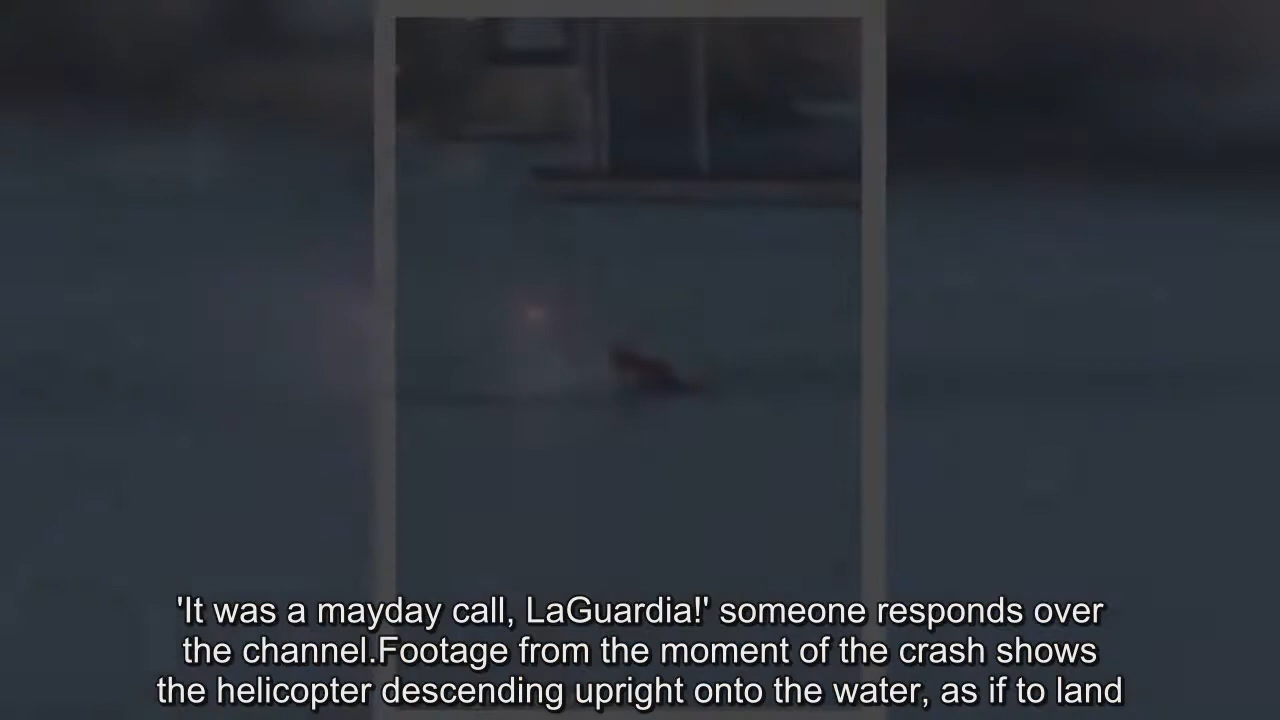 'It was a mayday call, LaGuardia!' someone responds over
the channel.Footage from the moment of the crash shows
the helicopter descending upright onto the water, as if to land